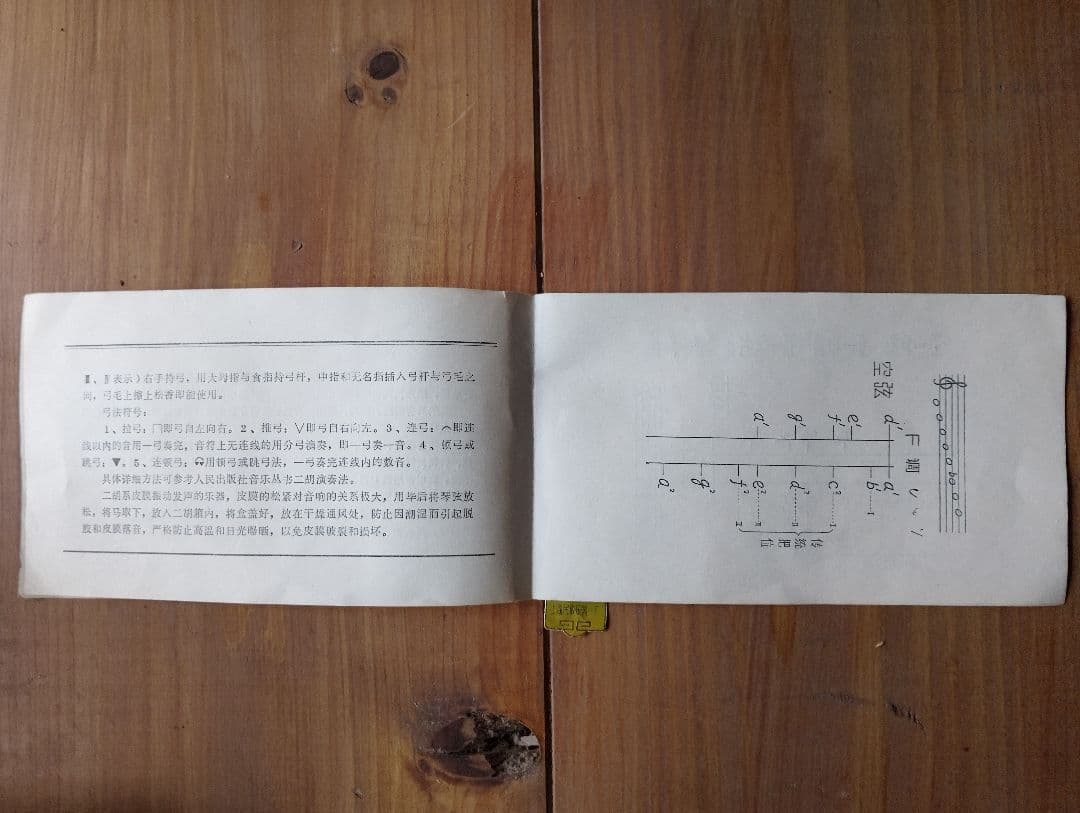 Ⅲ、Ⅳ表示）右手持弓，用大姆指与食指持弓杆，中指和无名指插入弓杆与弓毛之
间，弓毛上擦上松香即能使用。
弓法符号：
1、拉弓：冂即弓自左向右。2、推弓：∨即弓自右向左。3、连弓：⌒即连
线以内的音用一弓奏完，音符上无连线的用分弓演奏，即一弓奏一音。4、顿弓或
跳弓：▼。5、连顿弓：用顿弓或跳弓法，一弓奏完连线内的数音。
具体详细方法可参考人民出版社音乐丛书二胡演奏法。
二胡系皮膜振动发声的乐器，皮膜的松紧对音响的关系极大，用毕后将琴弦放
松，将马取下，放入二胡箱内，将盒盖好，放在干燥通风处，防止因潮湿而引起脱
胶和皮膜落音，严格防止高温和日光曝晒，以免皮膜破裂和损坏。
F 调
空弦
d' a'
e' b'……Ⅰ
f' c²……Ⅰ
g' d²……Ⅱ
a' e²……Ⅲ
f²……Ⅳ
g²
a²
传统把位